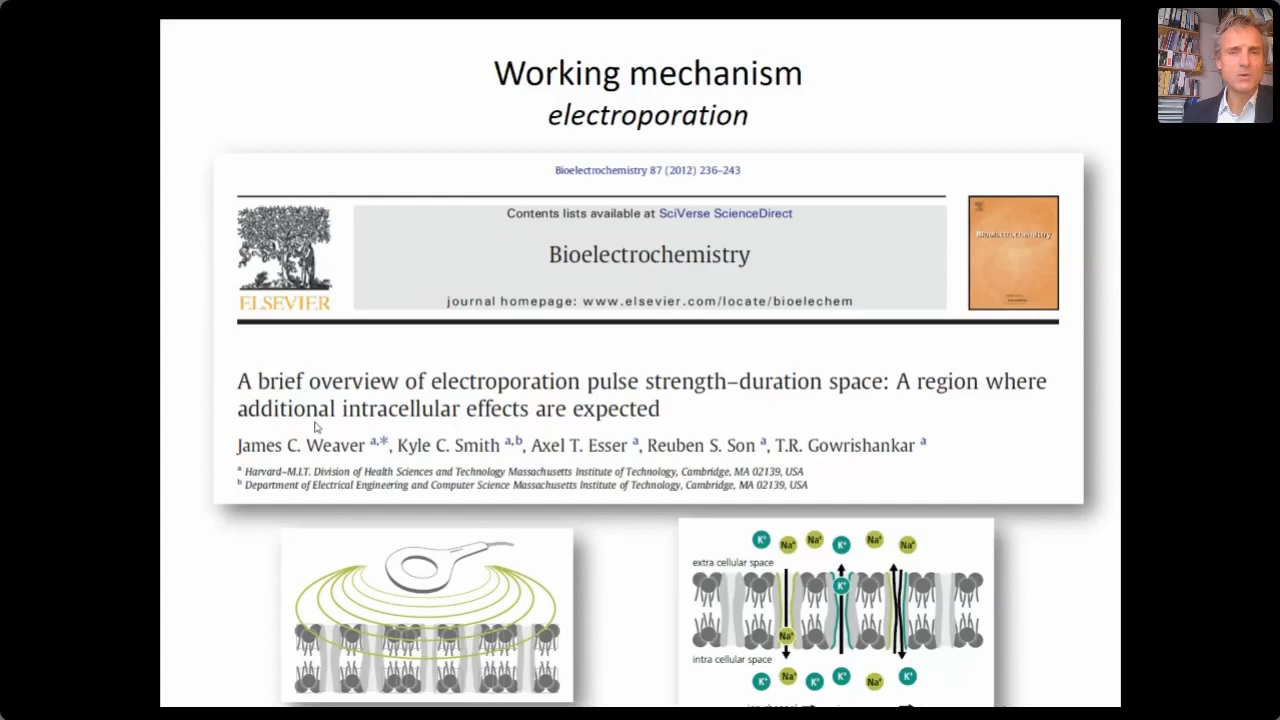 Working mechanism
electroporation
Bioelectrochemistry 87 (2012) 236–243
Contents lists available at SciVerse ScienceDirect
Bioelectrochemistry
journal homepage: www.elsevier.com/locate/bioelechem
ELSEVIER
Bioelectrochemistry
A brief overview of electroporation pulse strength–duration space: A region where
additional intracellular effects are expected
James C. Weaver a,*, Kyle C. Smith a,b, Axel T. Esser a, Reuben S. Son a, T.R. Gowrishankar a
a Harvard–M.I.T. Division of Health Sciences and Technology Massachusetts Institute of Technology, Cambridge, MA 02139, USA
b Department of Electrical Engineering and Computer Science Massachusetts Institute of Technology, Cambridge, MA 02139, USA
K⁺ Na⁺ Na⁺ K⁺ Na⁺ Na⁺
extra cellular space
K⁺
Na⁺
intra cellular space
K⁺ Na⁺ K⁺ K⁺ Na⁺ K⁺